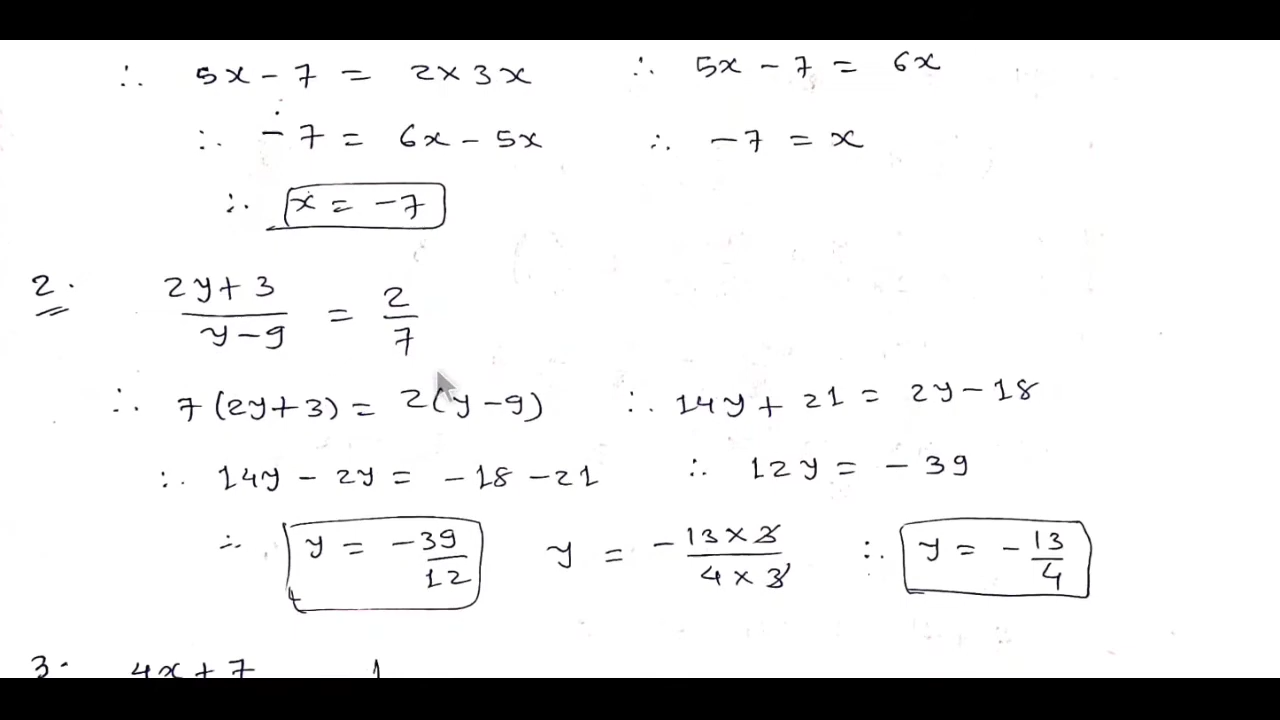 ∴ 5x - 7 = 2 x 3x ∴ 5x - 7 = 6x
∴ -7 = 6x - 5x ∴ -7 = x
∴ x = -7
2. (2y + 3)/(y - 9) = 2/7
∴ 7(2y + 3) = 2(y - 9) ∴ 14y + 21 = 2y - 18
∴ 14y - 2y = -18 - 21 ∴ 12y = -39
∴ y = -39/12 y = -(13 x 3)/(4 x 3) ∴ y = -13/4
3. 4x + 7 1